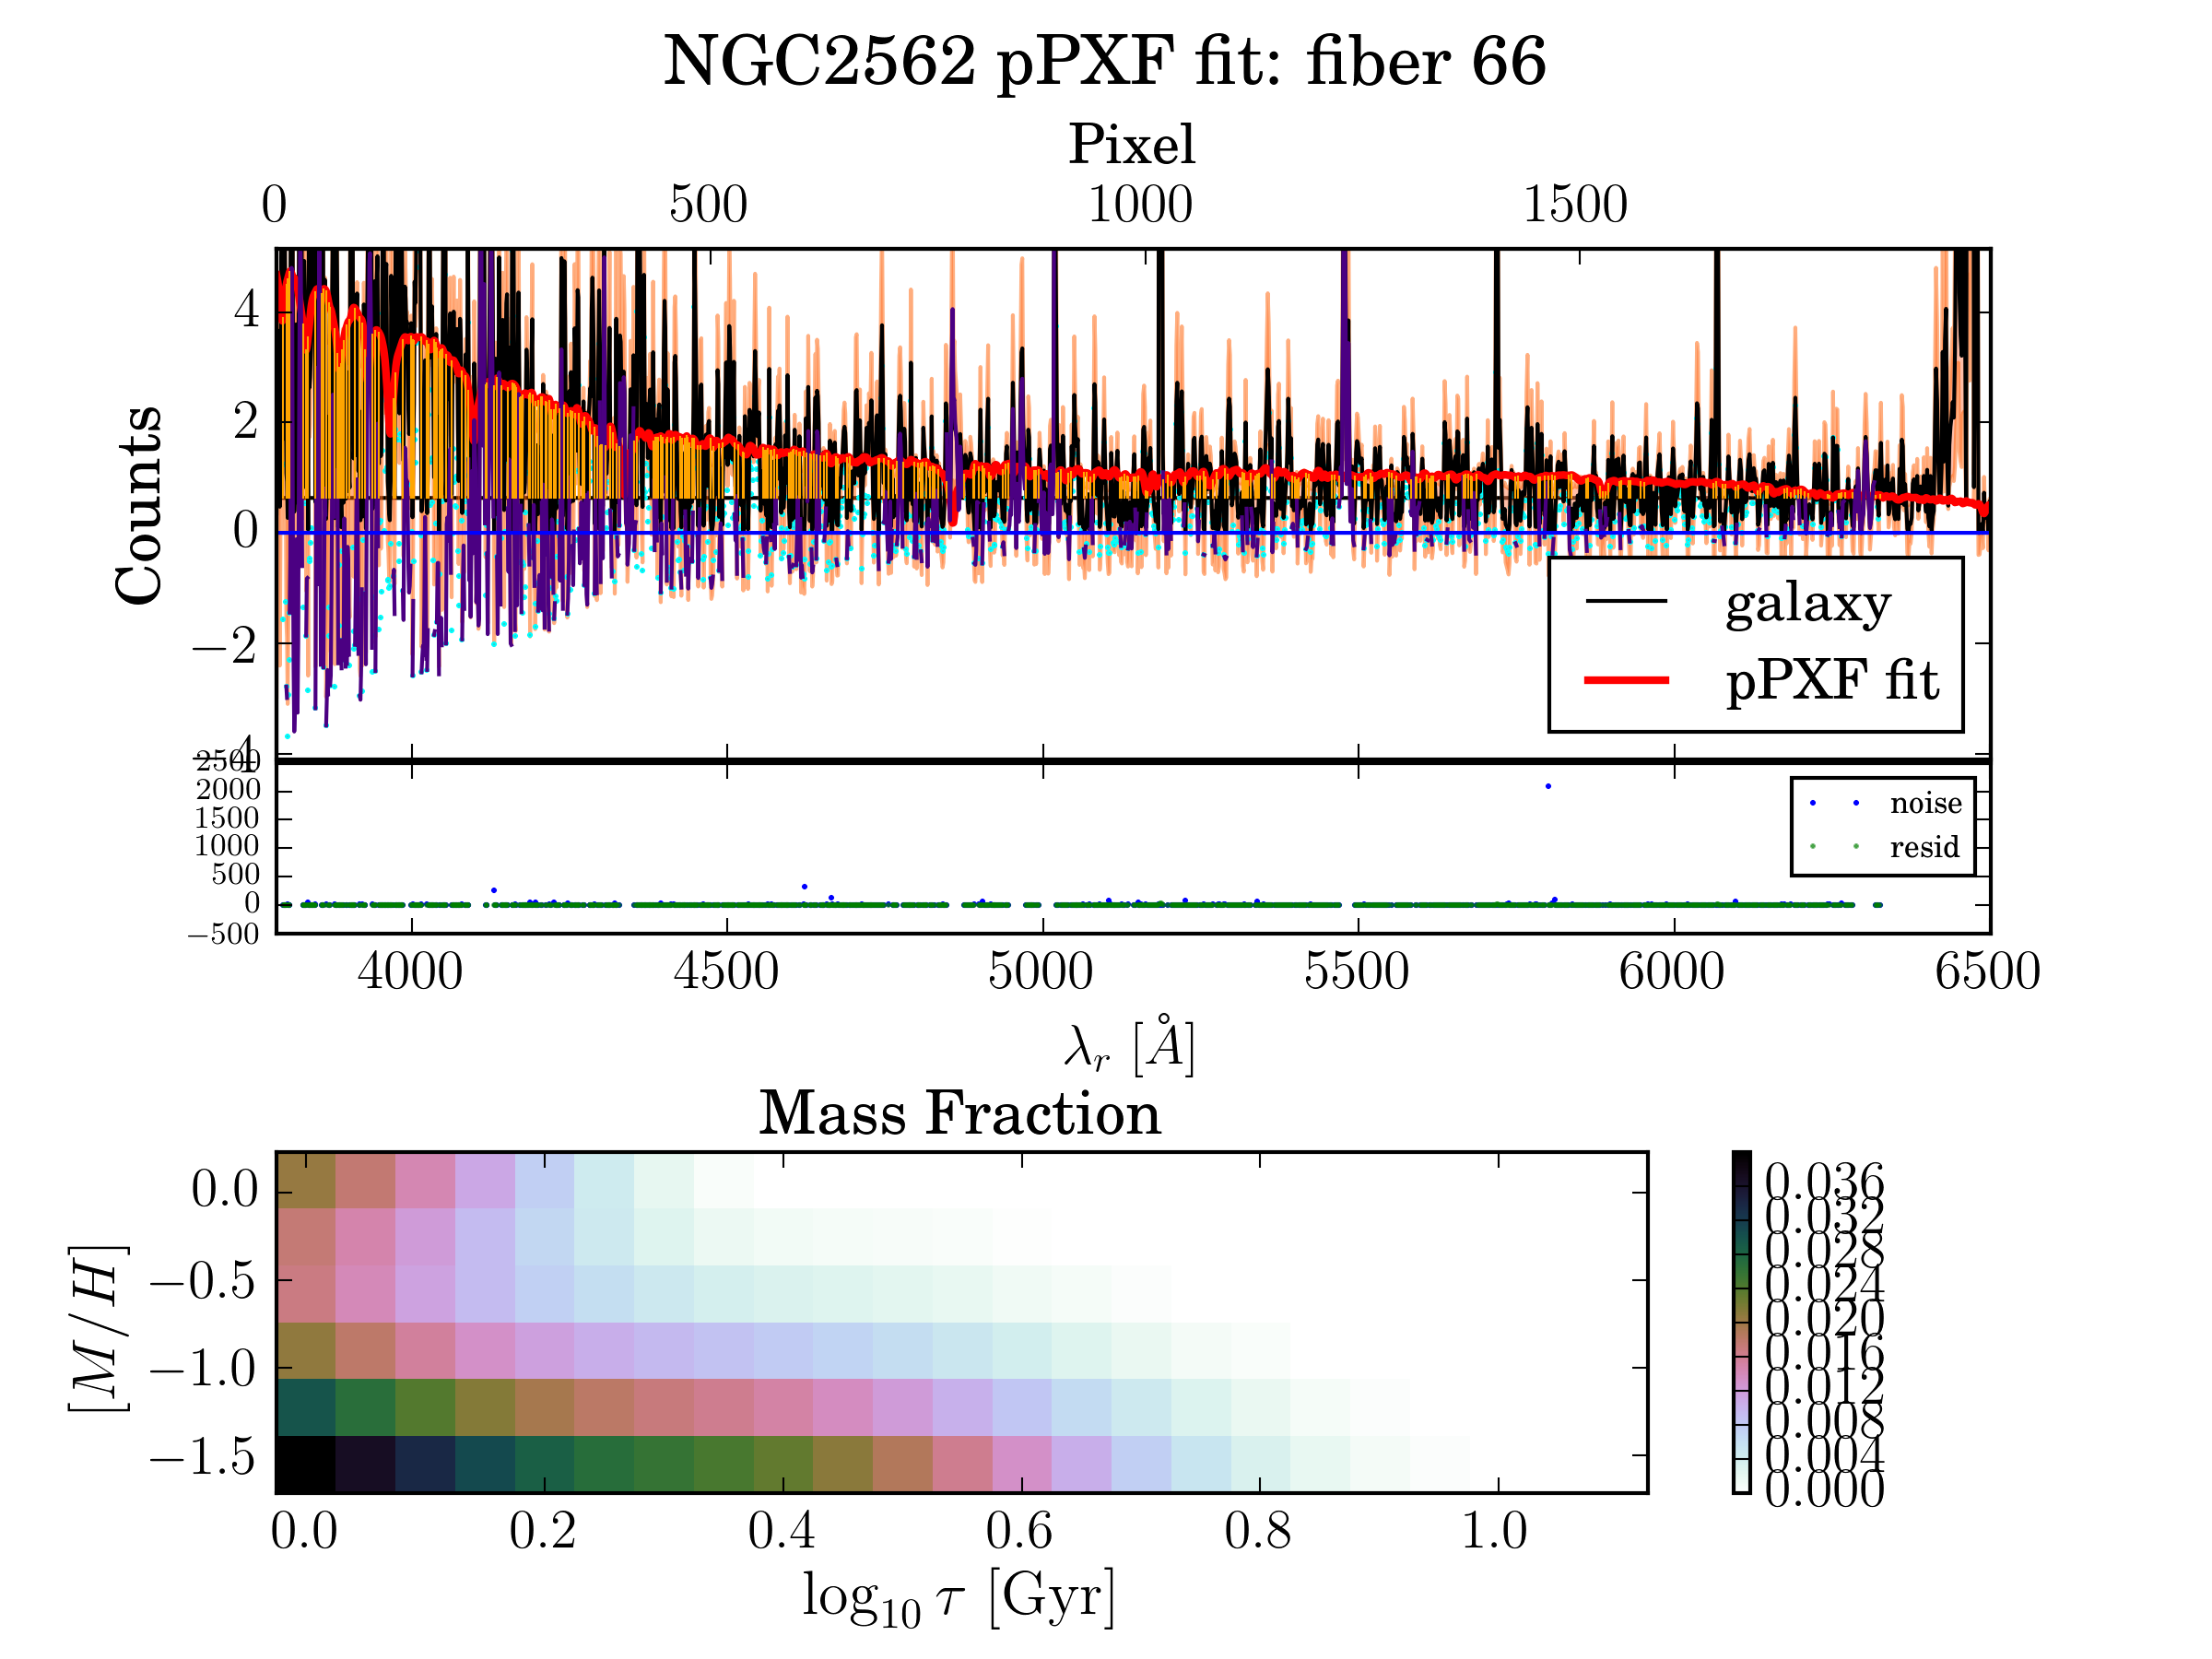 NGC2562 pPXF fit: fiber 66
Pixel
0 500 1000 1500
Counts
4
2
0
−2
−4
galaxy
pPXF fit
2500
2000
1500
1000
500
0
−500
noise
resid
4000 4500 5000 5500 6000 6500
λr [Å]
Mass Fraction
[M/H]
0.0
−0.5
−1.0
−1.5
0.0 0.2 0.4 0.6 0.8 1.0
log10 τ [Gyr]
0.036
0.032
0.028
0.024
0.020
0.016
0.012
0.008
0.004
0.000